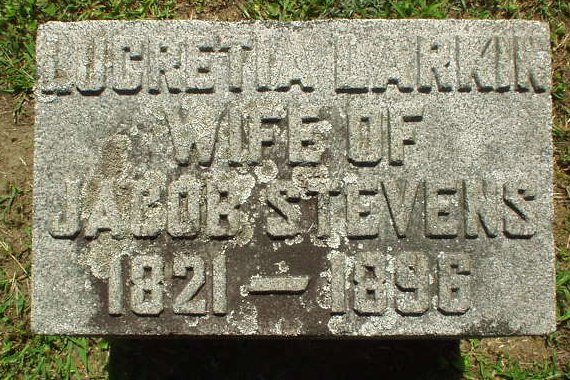 LUCRETIA LARKIN
WIFE OF
JACOB STEVENS
1821 — 1896